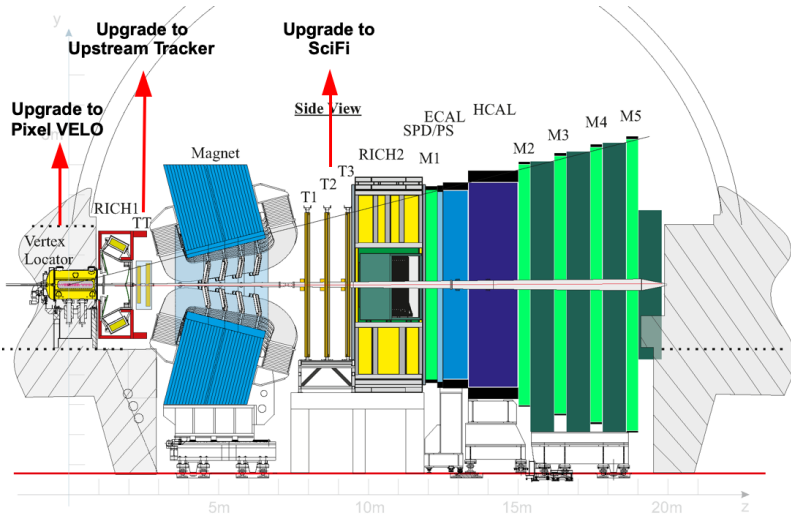 Upgrade to
Upstream Tracker
Upgrade to
SciFi
Upgrade to
Pixel VELO
y
Side View
ECAL
HCAL
SPD/PS
M5
M4
M3
M2
Magnet
RICH2
M1
T3
T2
T1
RICH1
TT
Vertex
Locator
5m
10m
15m
20m
z